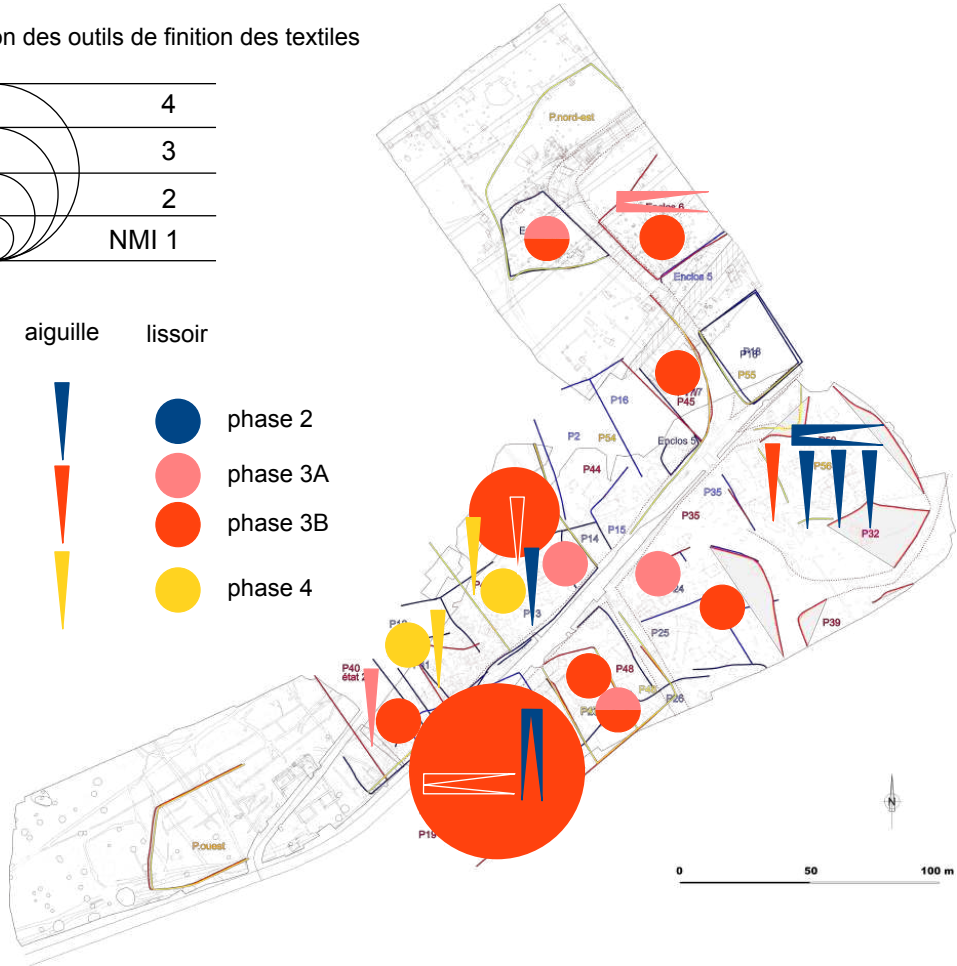 on des outils de finition des textiles
4
3
2
NMI 1
aiguille
lissoir
phase 2
phase 3A
phase 3B
phase 4
P.nord-est
Enclos 6
Enclos 5
P18
P55
P45
P16
P2
P54
Enclos 5
P44
P56
P35
P15
P35
P32
P14
P25
P39
P48
P26
P40
état 2
P19
P.ouest
N
0
50
100 m